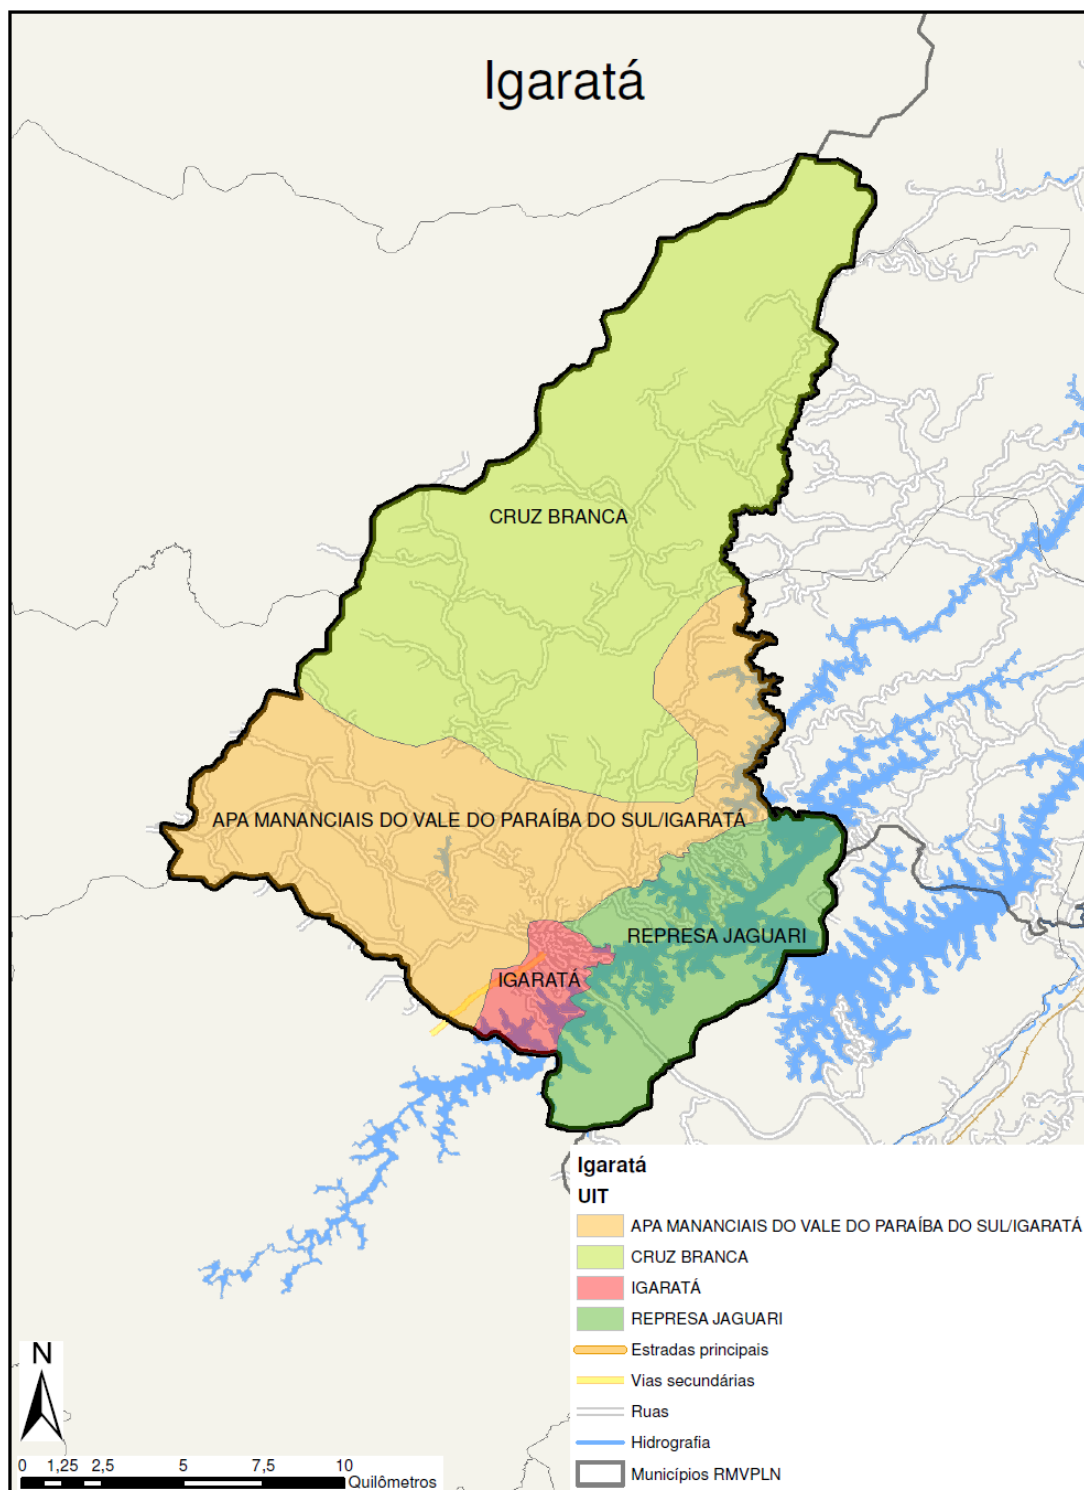 Igaratá
CRUZ BRANCA
APA MANANCIAIS DO VALE DO PARAÍBA DO SUL/IGARATÁ
REPRESA JAGUARI
IGARATÁ
Igaratá
UIT
APA MANANCIAIS DO VALE DO PARAÍBA DO SUL/IGARATÁ
CRUZ BRANCA
IGARATÁ
REPRESA JAGUARI
Estradas principais
Vias secundárias
Ruas
Hidrografia
Municípios RMVPLN
N
0 1,25 2,5 5 7,5 10
Quilômetros